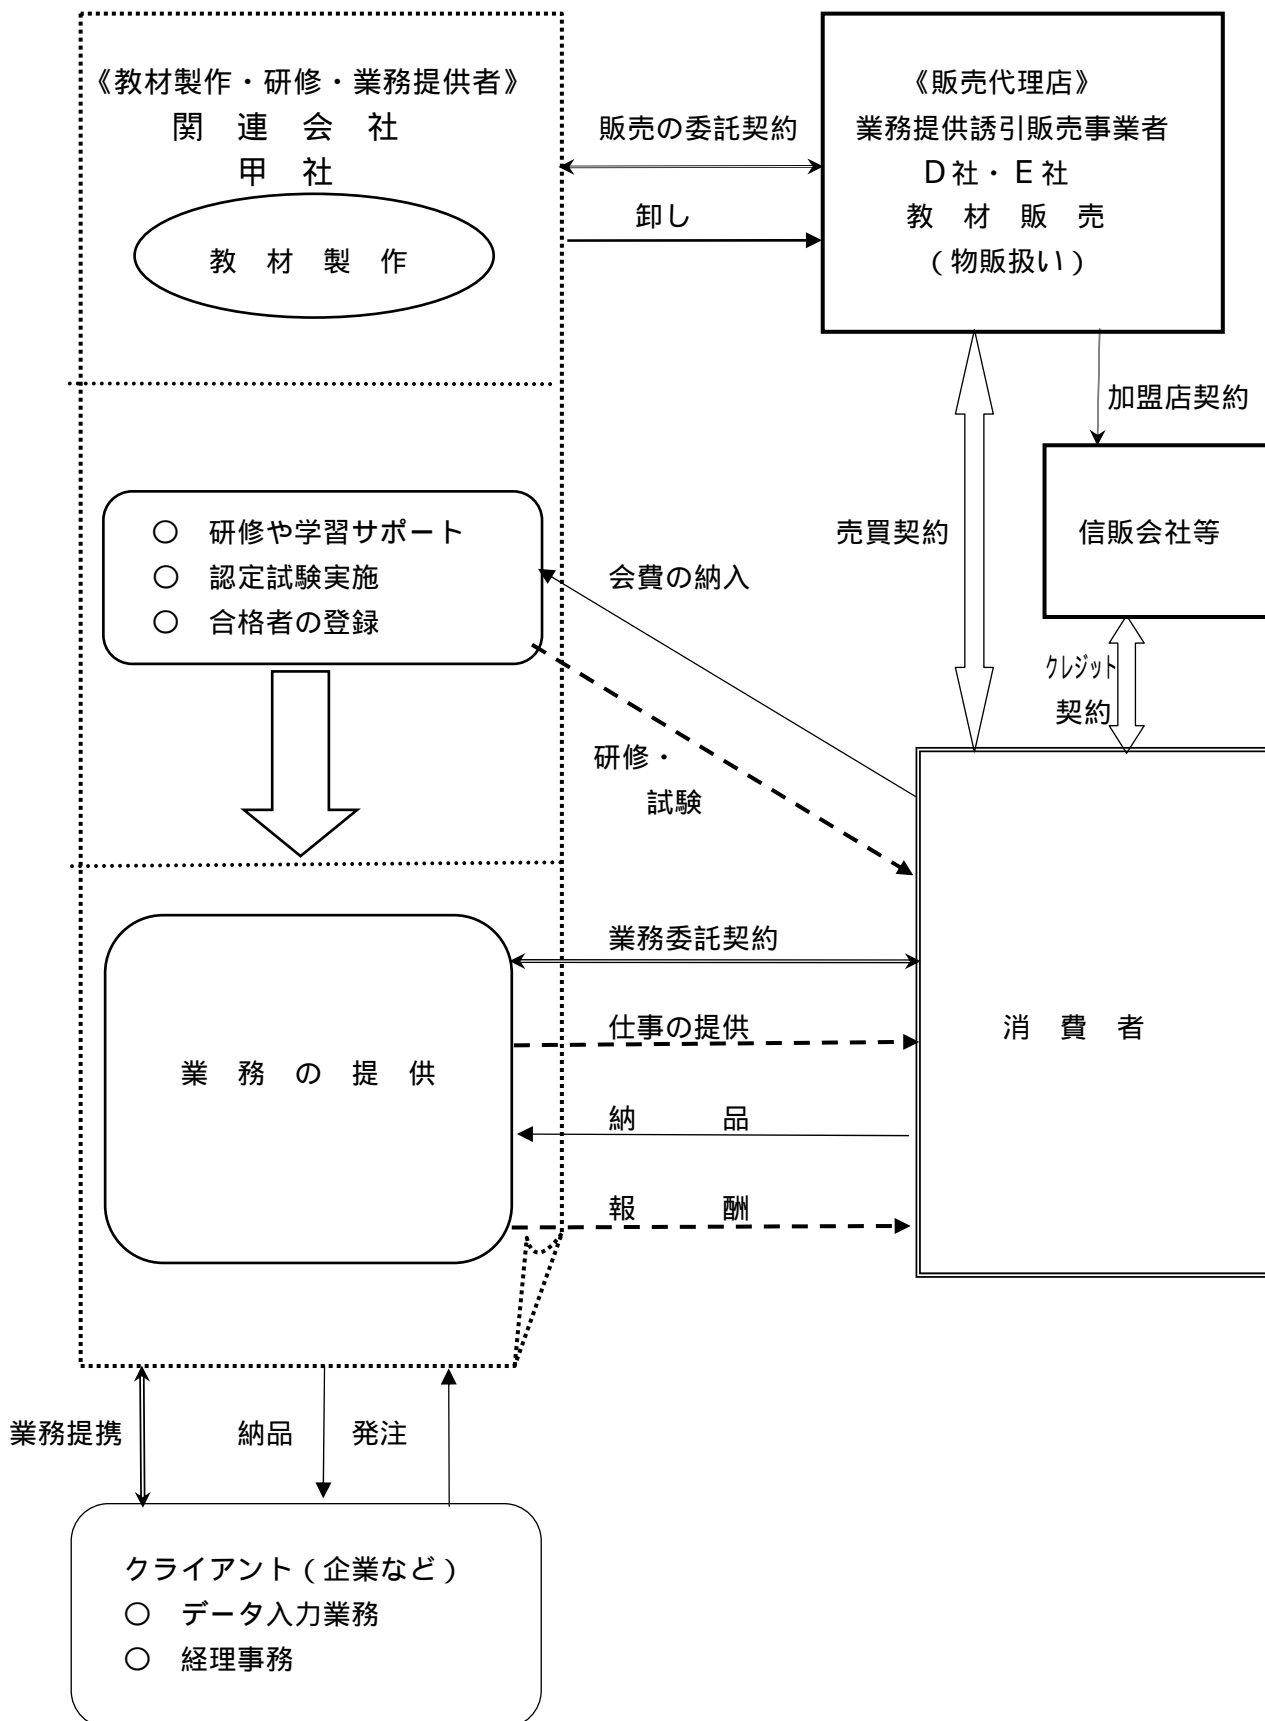 《教材製作・研修・業務提供者》
関　連　会　社
甲　社
教　材　製　作
販売の委託契約
卸し
《販売代理店》
業務提供誘引販売事業者
Ｄ社・Ｅ社
教　材　販　売
（物販扱い）
加盟店契約
売買契約
信販会社等
○　研修や学習サポート
○　認定試験実施
○　合格者の登録
会費の納入
クレジット
契約
研修・
試験
業務委託契約
仕事の提供
消　費　者
業　務　の　提　供
納　　　品
報　　　酬
業務提携
納品
発注
クライアント（企業など）
○　データ入力業務
○　経理事務